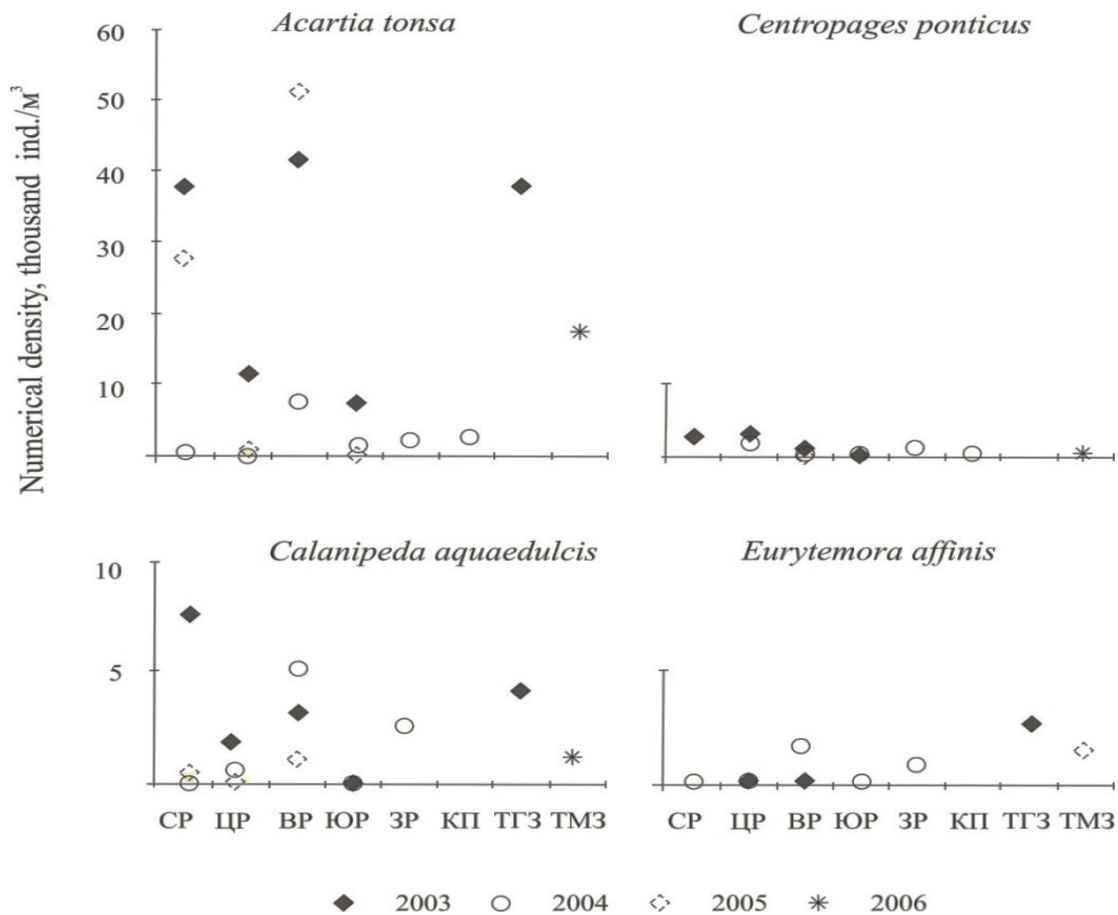 Acartia tonsa
Centropages ponticus
Numerical density, thousand ind./м³
60
50
40
30
20
10
Calanipeda aquaedulcis
Eurytemora affinis
10
5
СР ЦР ВР ЮР ЗР КП ТГЗ ТМЗ
СР ЦР ВР ЮР ЗР КП ТГЗ ТМЗ
2003 2004 2005 2006